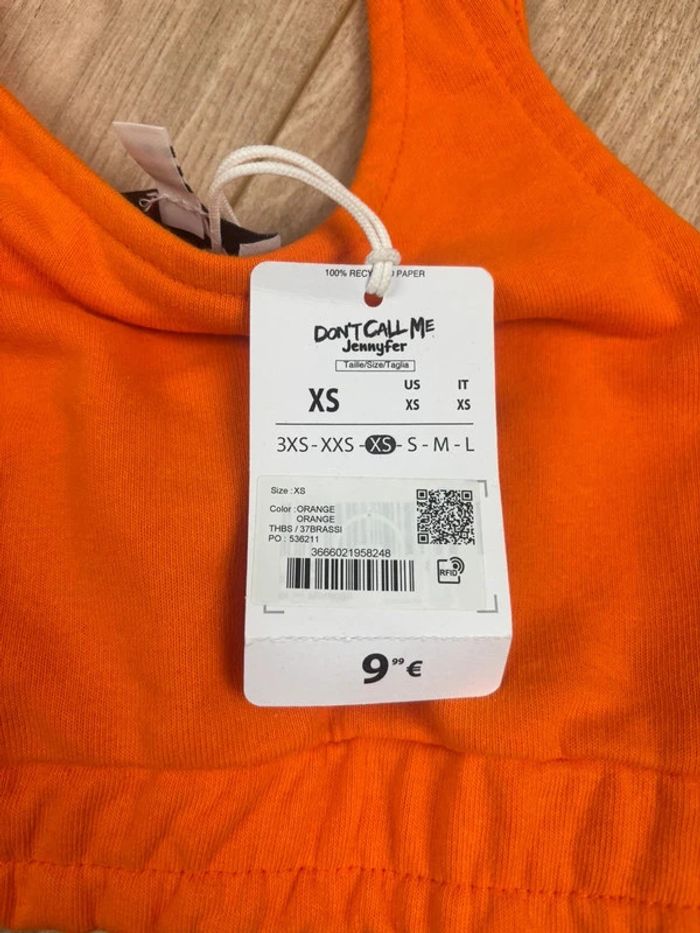 100% RECY D PAPER
DON'T CALL ME
Jennyfer
Taille/Size/Taglia
XS US XS IT XS
3XS - XXS - XS - S - M - L
Size : XS
Color : ORANGE
ORANGE
THBS / 37BRASSI
PO : 536211
3666021958248
RFID
9,99 €